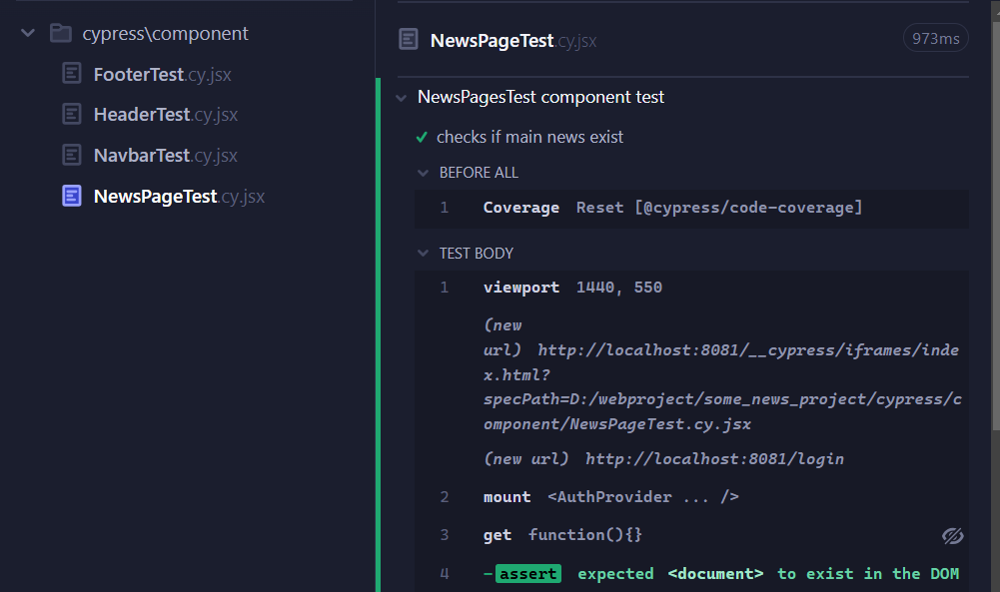 cypress\component
FooterTest.cy.jsx
HeaderTest.cy.jsx
NavbarTest.cy.jsx
NewsPageTest.cy.jsx
NewsPageTest.cy.jsx 973ms
NewsPagesTest component test
checks if main news exist
BEFORE ALL
1 Coverage Reset [@cypress/code-coverage]
TEST BODY
1 viewport 1440, 550
(new
url) http://localhost:8081/__cypress/iframes/inde
x.html?
specPath=D:/webproject/some_news_project/cypress/c
omponent/NewsPageTest.cy.jsx
(new url) http://localhost:8081/login
2 mount <AuthProvider ... />
3 get function(){}
4 -assert expected <document> to exist in the DOM